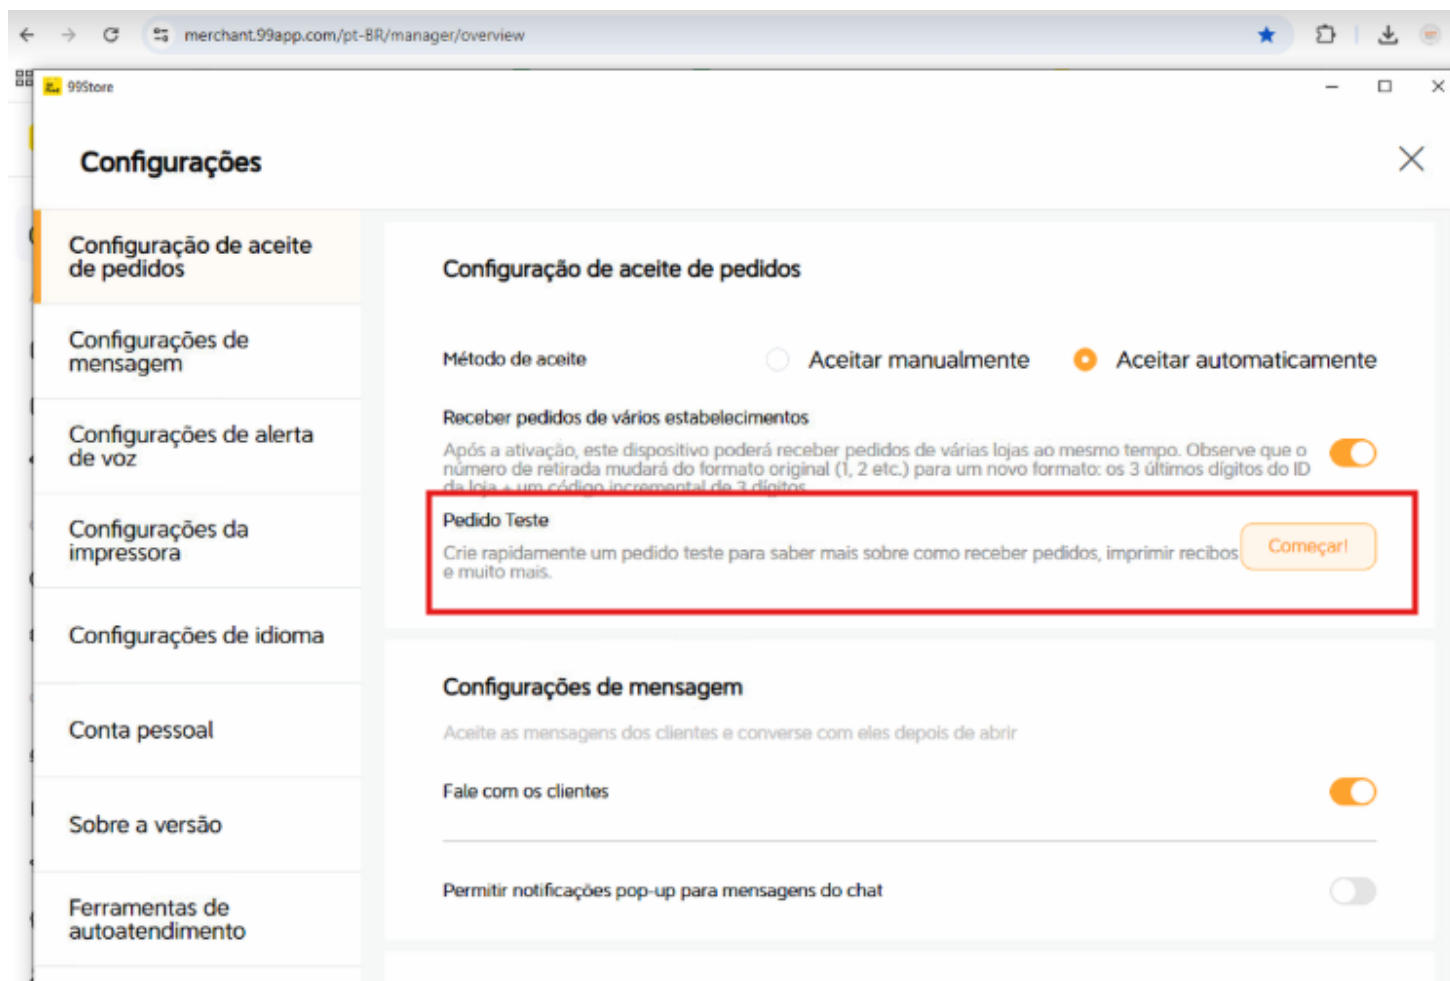 merchant.99app.com/pt-BR/manager/overview
99Store
Configurações
Configuração de aceite
de pedidos
Configurações de
mensagem
Configurações de alerta
de voz
Configurações da
impressora
Configurações de idioma
Conta pessoal
Sobre a versão
Ferramentas de
autoatendimento
Configuração de aceite de pedidos
Método de aceite
Aceitar manualmente
Aceitar automaticamente
Receber pedidos de vários estabelecimentos
Após a ativação, este dispositivo poderá receber pedidos de várias lojas ao mesmo tempo. Observe que o
número de retirada mudará do formato original (1, 2 etc.) para um novo formato: os 3 últimos dígitos do ID
da loja + um código incremental de 3 dígitos.
Pedido Teste
Crie rapidamente um pedido teste para saber mais sobre como receber pedidos, imprimir recibos
e muito mais.
Começar!
Configurações de mensagem
Aceite as mensagens dos clientes e converse com eles depois de abrir
Fale com os clientes
Permitir notificações pop-up para mensagens do chat